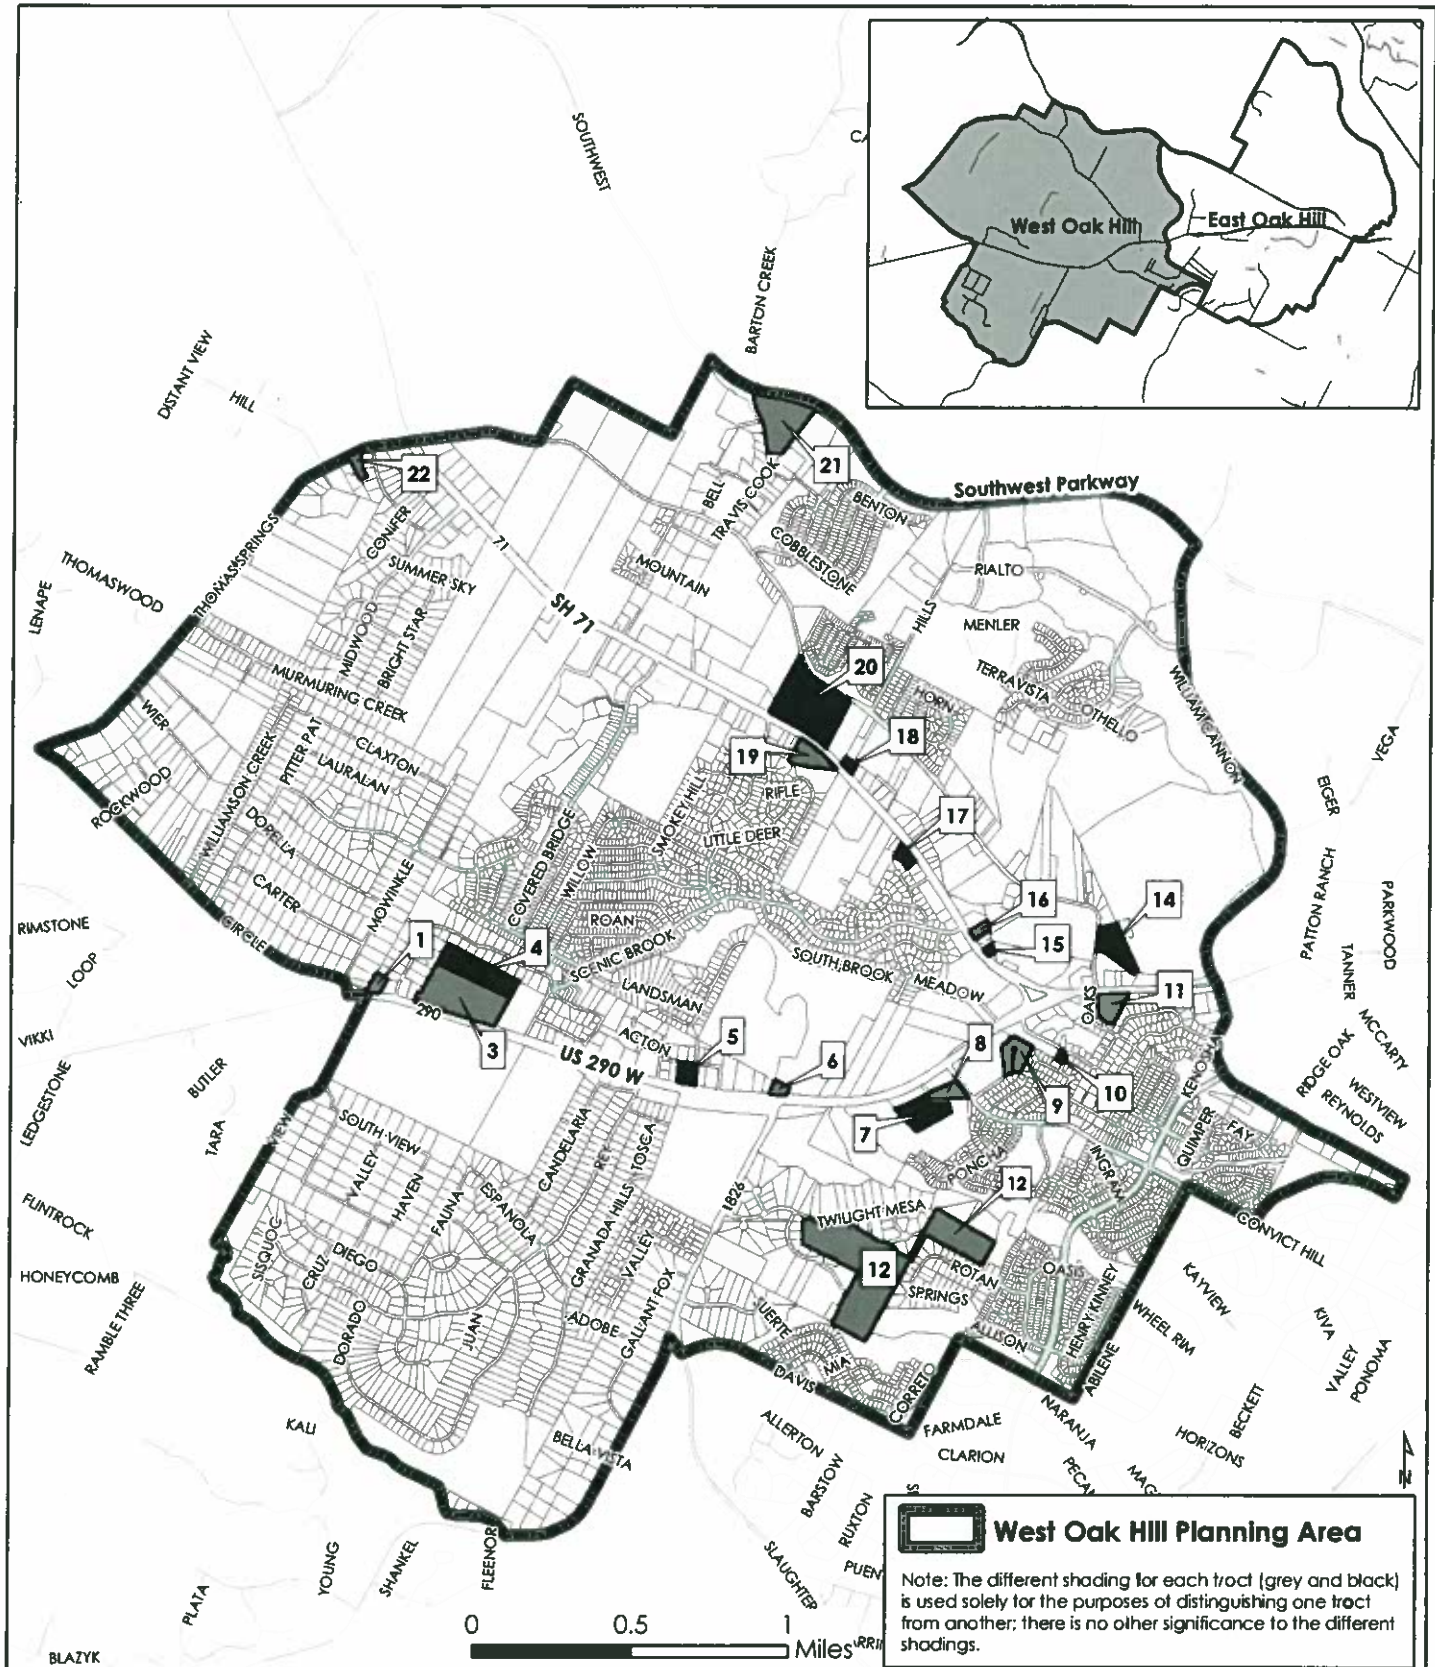 SOUTHWEST
CA
West Oak Hill
East Oak Hill
BARTON CREEK
DISTANT VIEW
HILL
22
21
Southwest Parkway
BELL
TRAVIS COOK
BENTON
COBBLESTONE
CONIFER
71
SUMMER SKY
THOMAS SPRINGS
THOMASWOOD
LENAPE
MOUNTAIN
RIALTO
SH 71
MIDWOOD
BRIGHT STAR
HILLS
MENLER
MURMURING CREEK
20
TERRAVISTA
OTHELLO
HORN
WILLIAM CANNON
WIER
PITTER PAT
CLAXTON
LAURALAN
19
18
VEGA
EIGER
ROCKWOOD
WILLIAMSON CREEK
DORELLA
RIFLE
SMOKEY HILL
LITTLE DEER
17
COVERED BRIDGE
WILLOW
CARTER
MOWINKLE
ROAN
16
14
PATTON RANCH
PARKWOOD
RIMSTONE
CIRCLE
1
4
SCENIC BROOK
15
SOUTH BROOK
TANNER
LOOP
LANDSMAN
MEADOW
OAKS
11
MCCARTY
290
VIKKI
3
ACTON
US 290 W
5
6
8
RIDGE OAK
WESTVIEW
REYNOLDS
BUTLER
LEDGESTONE
TARA
VIEW
SOUTH VIEW
7
9
10
KENOSHA
QUIMPER
FAY
CANDELARIA
REY
TOSCA
PONCHA
INGRAM
VALLEY
HAVEN
FAUNA
ESPANOLA
GRANADA HILLS
1826
12
TWILIGHT MESA
CONVICT HILL
FLINTROCK
SISQUOC
DIEGO
CRUZ
VALLEY
12
ROTAN
OASIS
HONEYCOMB
SPRINGS
KAYVIEW
RAMBLE THREE
DORADO
JUAN
ADOBE
GALLANT FOX
SUERTE
MIA
ALLISON
HENRY KINNEY
WHEEL RIM
KIVA
ABILENE
VALLEY
PONOMA
DAVIS
CORRETO
KALI
BELLA VISTA
ALLERTON
FARMDALE
CLARION
NARANJA
BECKETT
HORIZONS
BARSTOW
PECAN
MAG
N
RUXTON
SLAUGHTER
PUEN
YOUNG
SHANKEL
FLEENOR
PLATA
BLAZYK
West Oak Hill Planning Area
Note: The different shading for each tract (grey and black)
is used solely for the purposes of distinguishing one tract
from another; there is no other significance to the different
shadings.
0 0.5 1
Miles